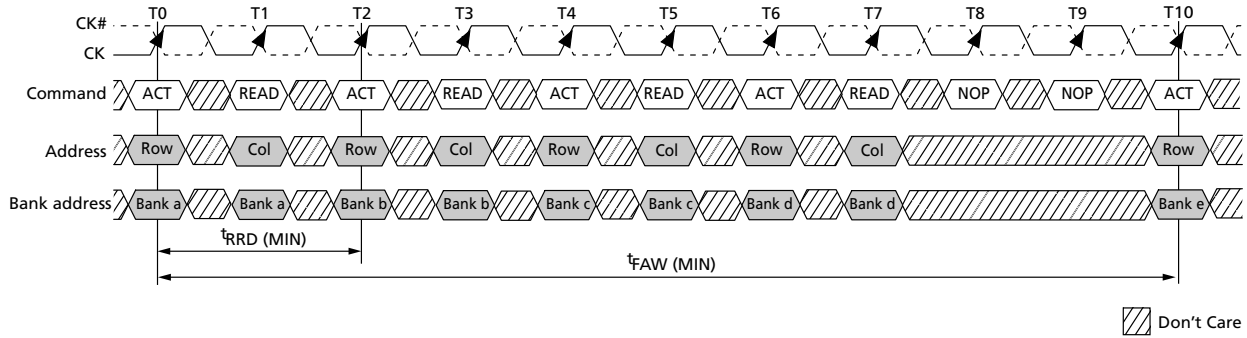 T0 T1 T2 T3 T4 T5 T6 T7 T8 T9 T10
CK#
CK
Command ACT READ ACT READ ACT READ ACT READ NOP NOP ACT
Address Row Col Row Col Row Col Row Col Row
Bank address Bank a Bank a Bank b Bank b Bank c Bank c Bank d Bank d Bank e
tRRD (MIN)
tFAW (MIN)
Don't Care